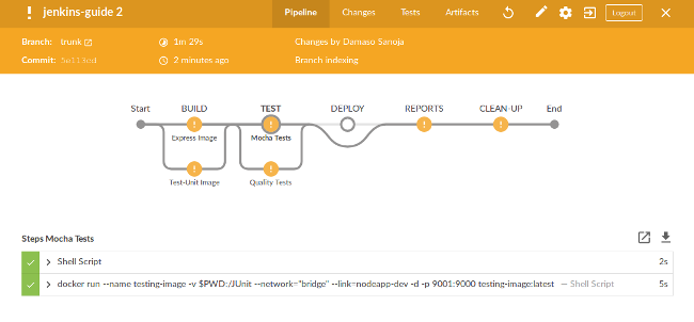 jenkins-guide 2
Pipeline Changes Tests Artifacts Logout
Branch: trunk 1m 29s Changes by Damaso Sanoja
Commit: 2 minutes ago Branch indexing
Start BUILD TEST DEPLOY REPORTS CLEAN-UP End
Express Image Mocha Tests
Test-Unit Image Quality Tests
Steps Mocha Tests
Shell Script 2s
docker run --name testing-image -v $PWD:/JUnit --network="bridge" --link=nodeapp-dev -d -p 9001:9000 testing-image:latest — Shell Script 5s